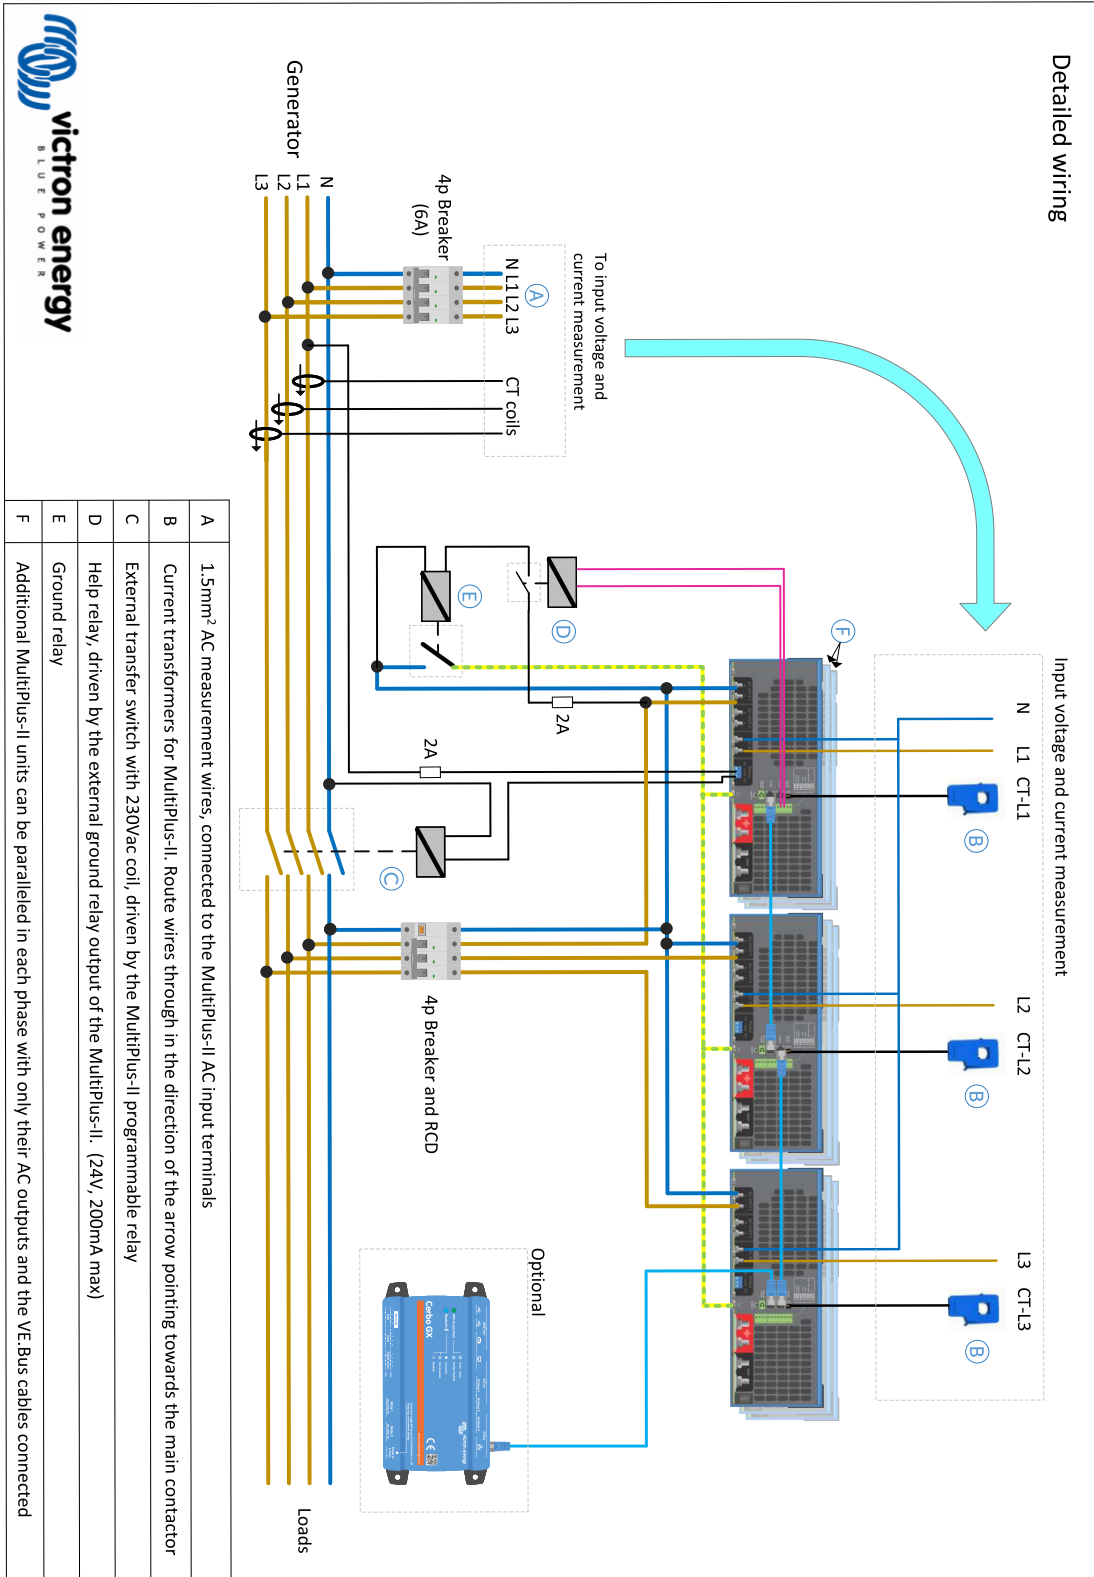 Detailed wiring
To input voltage and
current measurement
A
N L1 L2 L3
CT coils
4p Breaker
(6A)
Generator
N
L1
L2
L3
Input voltage and current measurement
N
L1
CT-L1
L2
CT-L2
L3
CT-L3
B
B
B
F
D
E
2A
2A
C
4p Breaker and RCD
Optional
Cerbo GX
victron energy
CE
Loads
A 1.5mm² AC measurement wires, connected to the MultiPlus-II AC input terminals
B Current transformers for MultiPlus-II. Route wires through in the direction of the arrow pointing towards the main contactor
C External transfer switch with 230Vac coil, driven by the MultiPlus-II programmable relay
D Help relay, driven by the external ground relay output of the MultiPlus-II. (24V, 200mA max)
E Ground relay
F Additional MultiPlus-II units can be paralleled in each phase with only their AC outputs and the VE.Bus cables connected
victron energy
BLUE POWER